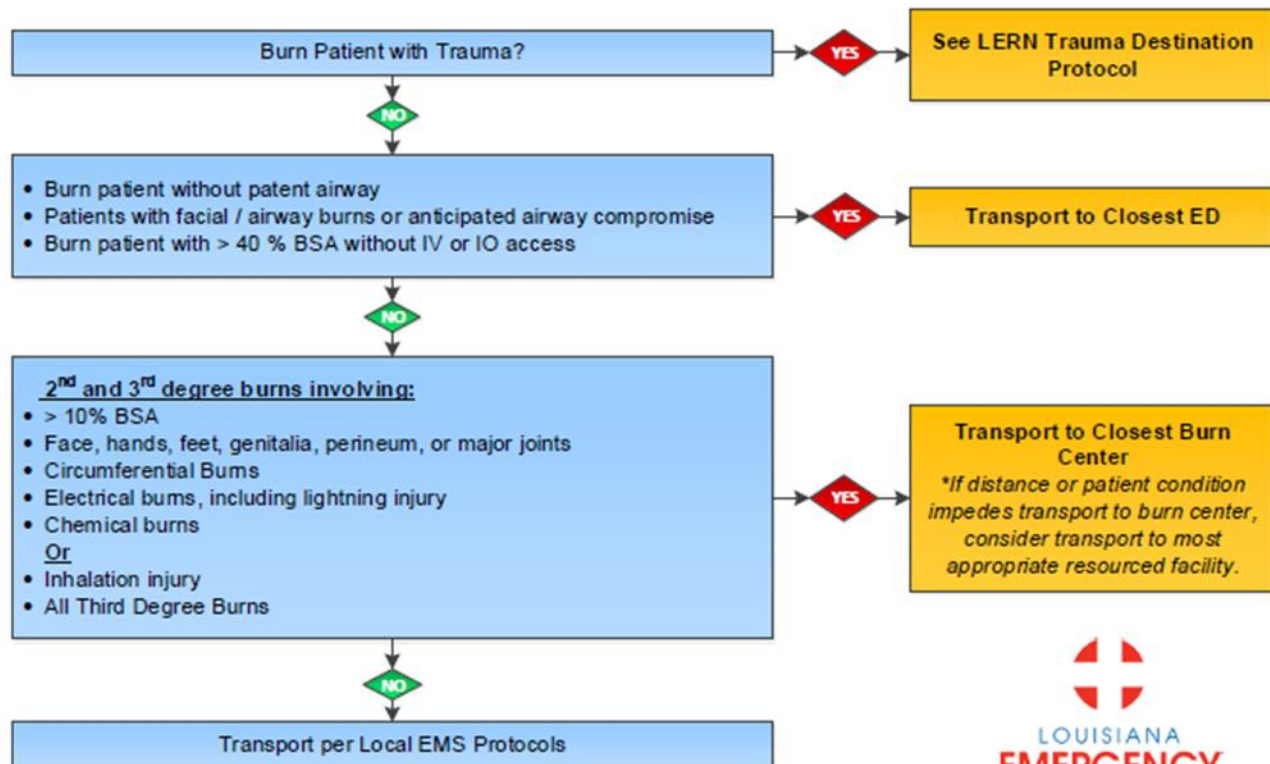 Burn Patient with Trauma?
YES
See LERN Trauma Destination
Protocol
NO
• Burn patient without patent airway
• Patients with facial / airway burns or anticipated airway compromise
• Burn patient with > 40 % BSA without IV or IO access
YES
Transport to Closest ED
NO
2nd and 3rd degree burns involving:
• > 10% BSA
• Face, hands, feet, genitalia, perineum, or major joints
• Circumferential Burns
• Electrical burns, including lightning injury
• Chemical burns
Or
• Inhalation injury
• All Third Degree Burns
YES
Transport to Closest Burn
Center
*If distance or patient condition
impedes transport to burn center,
consider transport to most
appropriate resourced facility.
NO
Transport per Local EMS Protocols
LOUISIANA
EMERGENCY